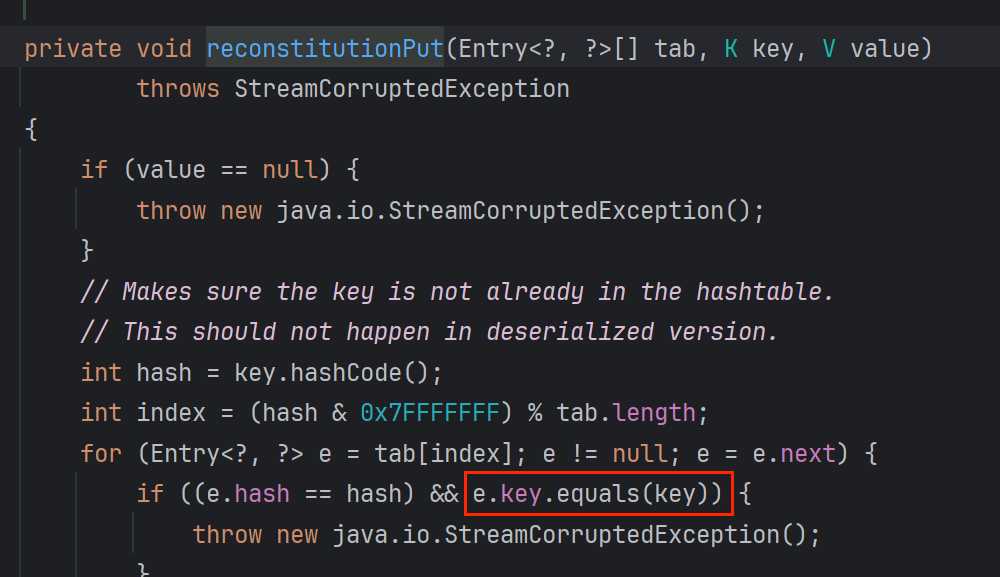 private void reconstitutionPut(Entry<?, ?>[] tab, K key, V value)
        throws StreamCorruptedException
{
    if (value == null) {
        throw new java.io.StreamCorruptedException();
    }
    // Makes sure the key is not already in the hashtable.
    // This should not happen in deserialized version.
    int hash = key.hashCode();
    int index = (hash & 0x7FFFFFFF) % tab.length;
    for (Entry<?, ?> e = tab[index]; e != null; e = e.next) {
        if ((e.hash == hash) && e.key.equals(key)) {
            throw new java.io.StreamCorruptedException();
        }